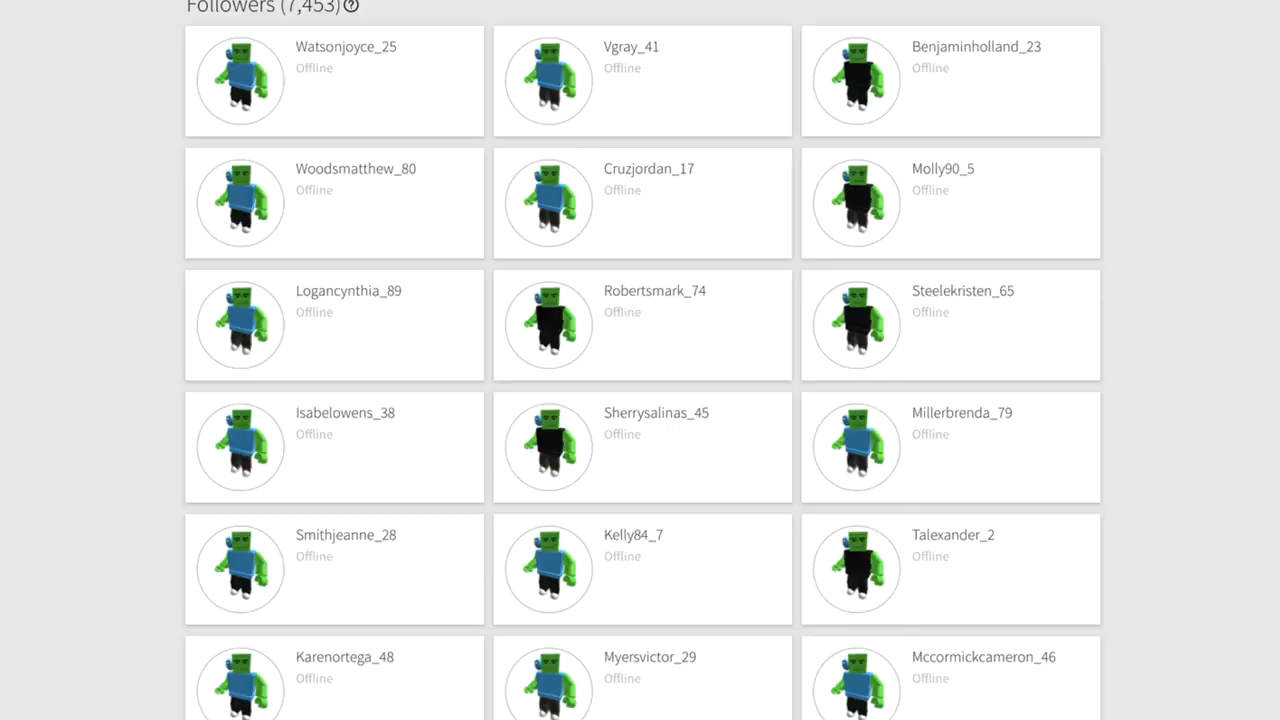 Followers (7,453)
Watsonjoyce_25
Offline
Vgray_41
Offline
Benjaminholland_23
Offline
Woodsmatthew_80
Offline
Cruzjordan_17
Offline
Molly90_5
Offline
Logancynthia_89
Offline
Robertsmark_74
Offline
Steelekristen_65
Offline
Isabelowens_38
Offline
Sherrysalinas_45
Offline
Millerbrenda_79
Offline
Smithjeanne_28
Offline
Kelly84_7
Offline
Talexander_2
Offline
Karenortega_48
Offline
Myersvictor_29
Offline
Mccormickcameron_46
Offline